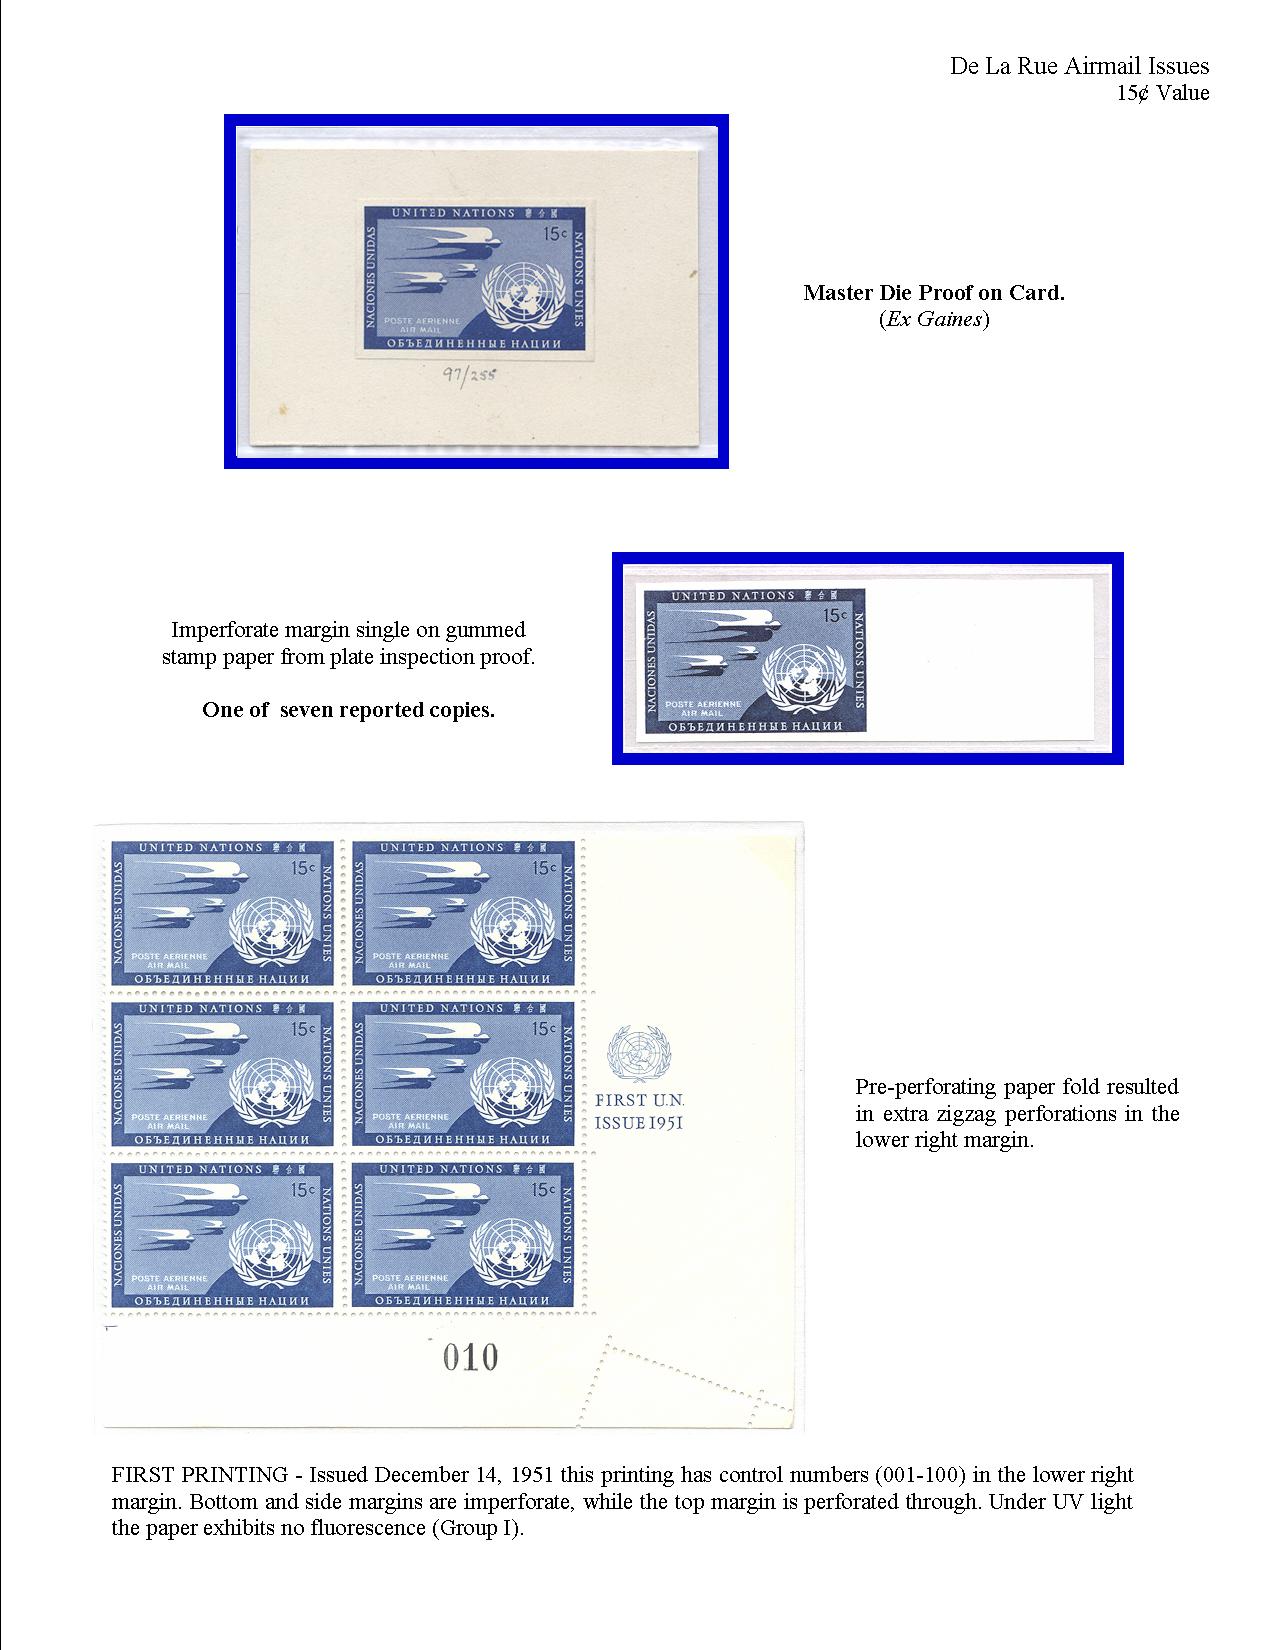 De La Rue Airmail Issues
15¢ Value
UNITED NATIONS 聯合國
15c
NACIONES UNIDAS
NATIONS UNIES
POSTE AERIENNE
AIR MAIL
ОБЪЕДИНЕННЫЕ НАЦИИ
97/255
Master Die Proof on Card.
(Ex Gaines)
Imperforate margin single on gummed
stamp paper from plate inspection proof.
One of seven reported copies.
UNITED NATIONS 聯合國
15c
NACIONES UNIDAS
NATIONS UNIES
POSTE AERIENNE
AIR MAIL
ОБЪЕДИНЕННЫЕ НАЦИИ
UNITED NATIONS 聯合國
15c
NACIONES UNIDAS
NATIONS UNIES
POSTE AERIENNE
AIR MAIL
ОБЪЕДИНЕННЫЕ НАЦИИ
UNITED NATIONS 聯合國
15c
NACIONES UNIDAS
NATIONS UNIES
POSTE AERIENNE
AIR MAIL
ОБЪЕДИНЕННЫЕ НАЦИИ
UNITED NATIONS 聯合國
15c
NACIONES UNIDAS
NATIONS UNIES
POSTE AERIENNE
AIR MAIL
ОБЪЕДИНЕННЫЕ НАЦИИ
UNITED NATIONS 聯合國
15c
NACIONES UNIDAS
NATIONS UNIES
POSTE AERIENNE
AIR MAIL
ОБЪЕДИНЕННЫЕ НАЦИИ
FIRST U.N.
ISSUE 1951
Pre-perforating paper fold resulted
in extra zigzag perforations in the
lower right margin.
UNITED NATIONS 聯合國
15c
NACIONES UNIDAS
NATIONS UNIES
POSTE AERIENNE
AIR MAIL
ОБЪЕДИНЕННЫЕ НАЦИИ
UNITED NATIONS 聯合國
15c
NACIONES UNIDAS
NATIONS UNIES
POSTE AERIENNE
AIR MAIL
ОБЪЕДИНЕННЫЕ НАЦИИ
010
FIRST PRINTING - Issued December 14, 1951 this printing has control numbers (001-100) in the lower right
margin. Bottom and side margins are imperforate, while the top margin is perforated through. Under UV light
the paper exhibits no fluorescence (Group I).